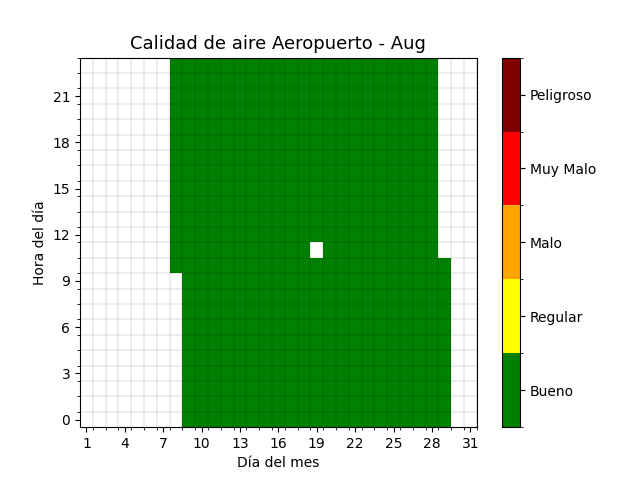 Calidad de aire Aeropuerto - Aug
Hora del día
21
18
15
12
9
6
3
0
1 4 7 10 13 16 19 22 25 28 31
Día del mes
Peligroso
Muy Malo
Malo
Regular
Bueno